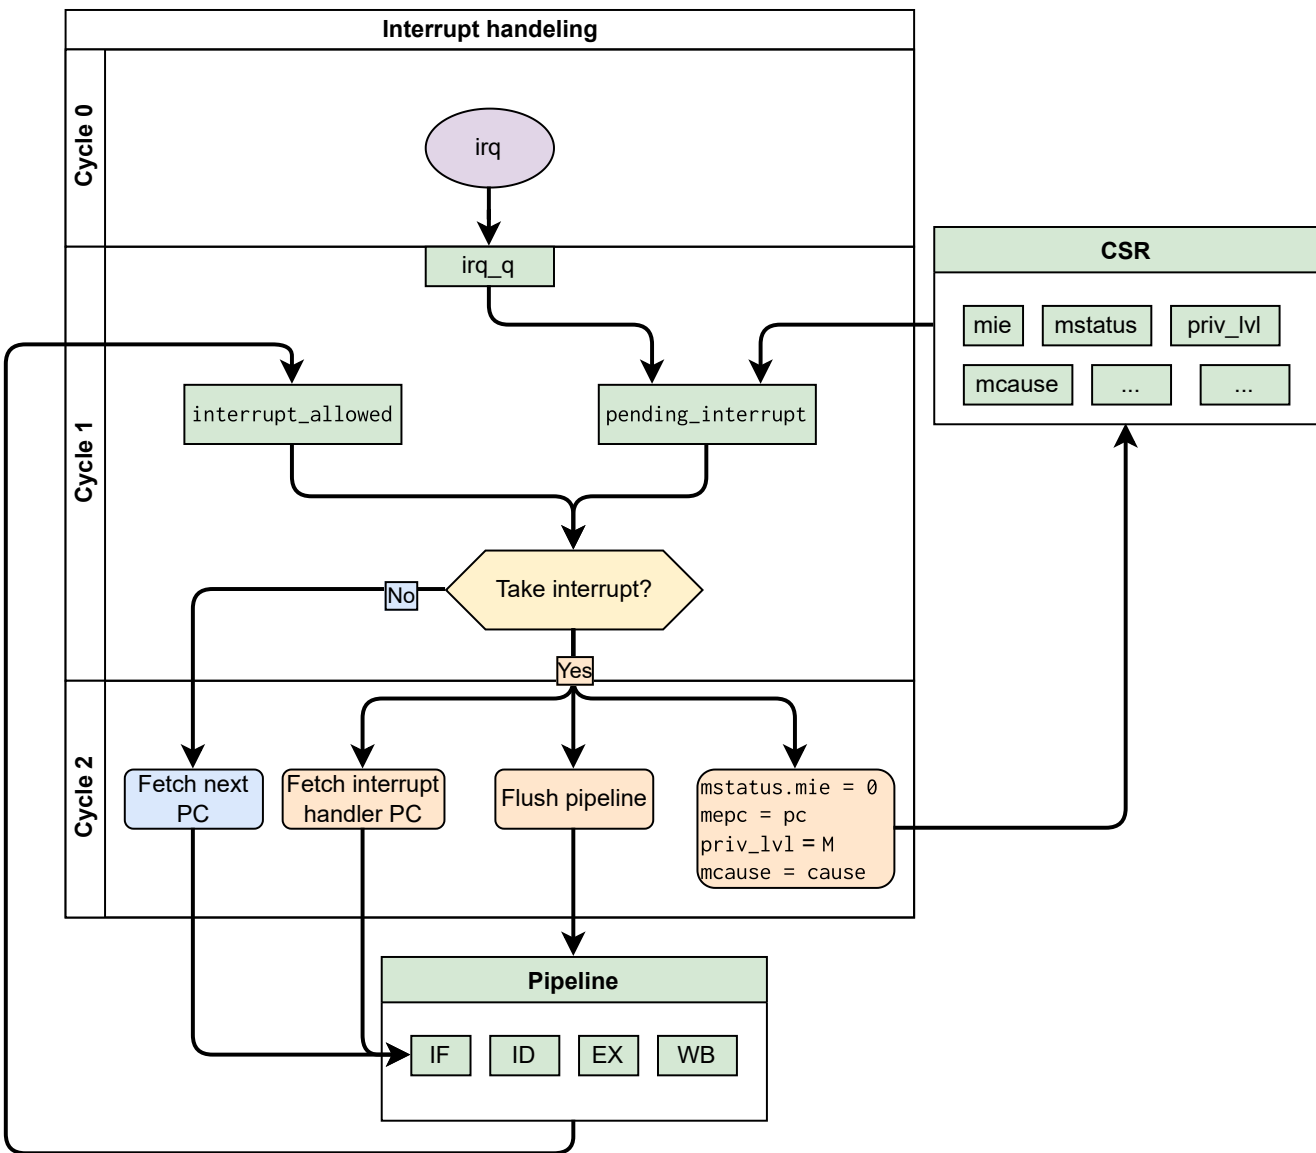 Interrupt handeling
Cycle 0
irq
irq_q
CSR
mie
mstatus
priv_lvl
mcause
...
...
Cycle 1
interrupt_allowed
pending_interrupt
Take interrupt?
No
Yes
Cycle 2
Fetch next
PC
Fetch interrupt
handler PC
Flush pipeline
mstatus.mie = 0
mepc = pc
priv_lvl = M
mcause = cause
Pipeline
IF
ID
EX
WB